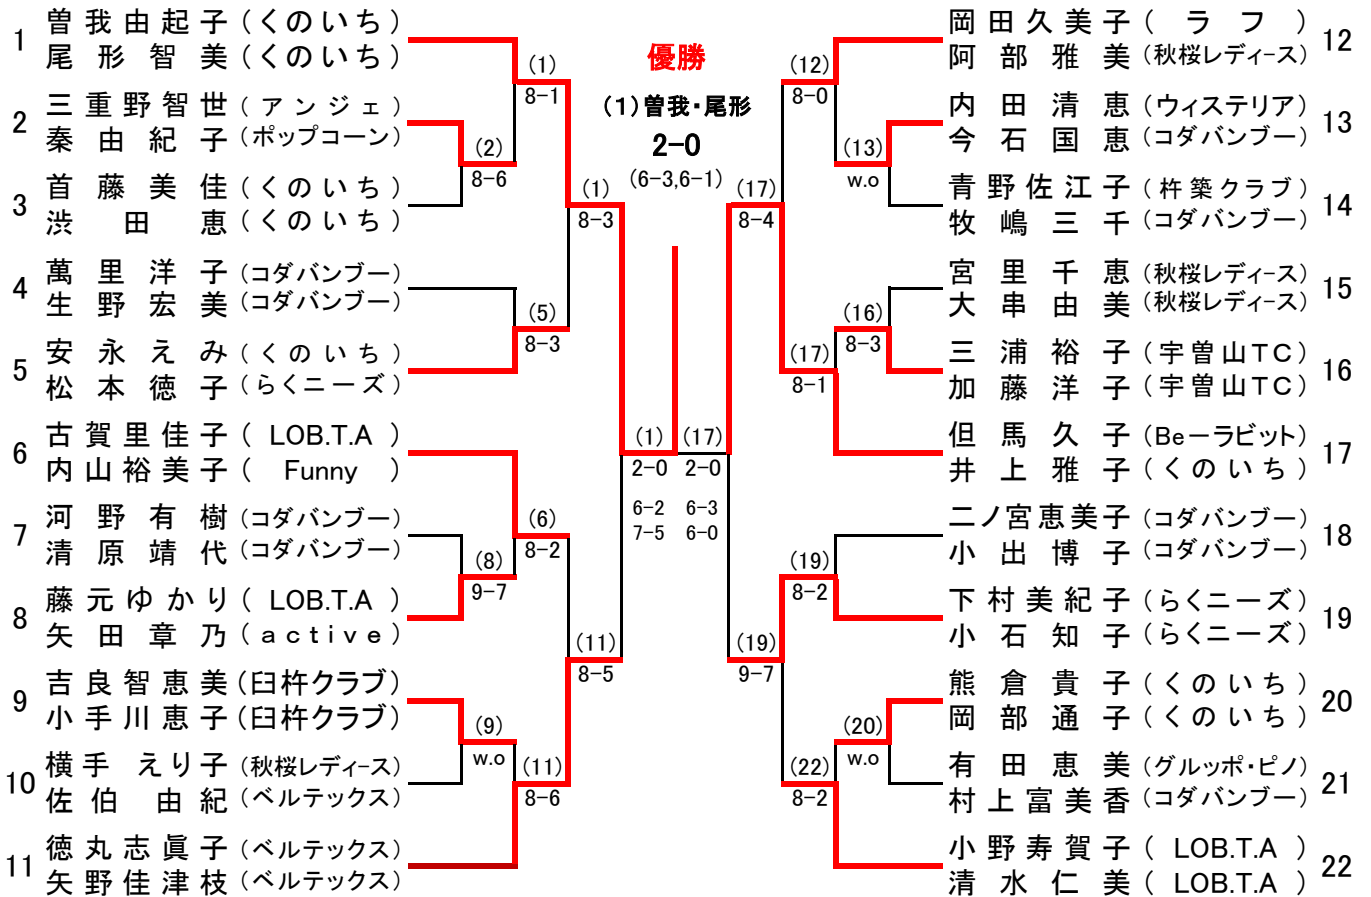 1 曽我由起子(くのいち)
尾形智美(くのいち)
2 三重野智世(アンジェ)
秦由紀子(ポップコーン)
3 首藤美佳(くのいち)
渋田恵(くのいち)
4 萬里洋子(コダバンブー)
生野宏美(コダバンブー)
5 安永えみ(くのいち)
松本徳子(らくニーズ)
6 古賀里佳子(LOB.T.A)
内山裕美子(Funny)
7 河野有樹(コダバンブー)
清原靖代(コダバンブー)
8 藤元ゆかり(LOB.T.A)
矢田章乃(active)
9 吉良智恵美(臼杵クラブ)
小手川恵子(臼杵クラブ)
10 横手えり子(秋桜レディース)
佐伯由紀(ベルテックス)
11 徳丸志眞子(ベルテックス)
矢野佳津枝(ベルテックス)
(1)
8-1
(2)
8-6
(1)
8-3
(5)
8-3
(6)
8-2
(8)
9-7
(11)
8-5
(9)
w.o
(11)
8-6
優勝
(1)曽我・尾形
2-0
(6-3,6-1)
(1)
2-0
6-2
7-5
(17)
2-0
6-3
6-0
(12)
8-0
(13)
w.o
(17)
8-4
(16)
8-3
(17)
8-1
(19)
8-2
(19)
9-7
(20)
w.o
(22)
8-2
岡田久美子(ラフ) 12
阿部雅美(秋桜レディース)
内田清恵(ウィステリア) 13
今石国恵(コダバンブー)
青野佐江子(杵築クラブ) 14
牧嶋三千(コダバンブー)
宮里千恵(秋桜レディース) 15
大串由美(秋桜レディース)
三浦裕子(宇曽山TC) 16
加藤洋子(宇曽山TC)
但馬久子(Beーラビット) 17
井上雅子(くのいち)
二ノ宮恵美子(コダバンブー) 18
小出博子(コダバンブー)
下村美紀子(らくニーズ) 19
小石知子(らくニーズ)
熊倉貴子(くのいち) 20
岡部通子(くのいち)
有田恵美(グルッポ・ピノ) 21
村上富美香(コダバンブー)
小野寿賀子(LOB.T.A) 22
清水仁美(LOB.T.A)